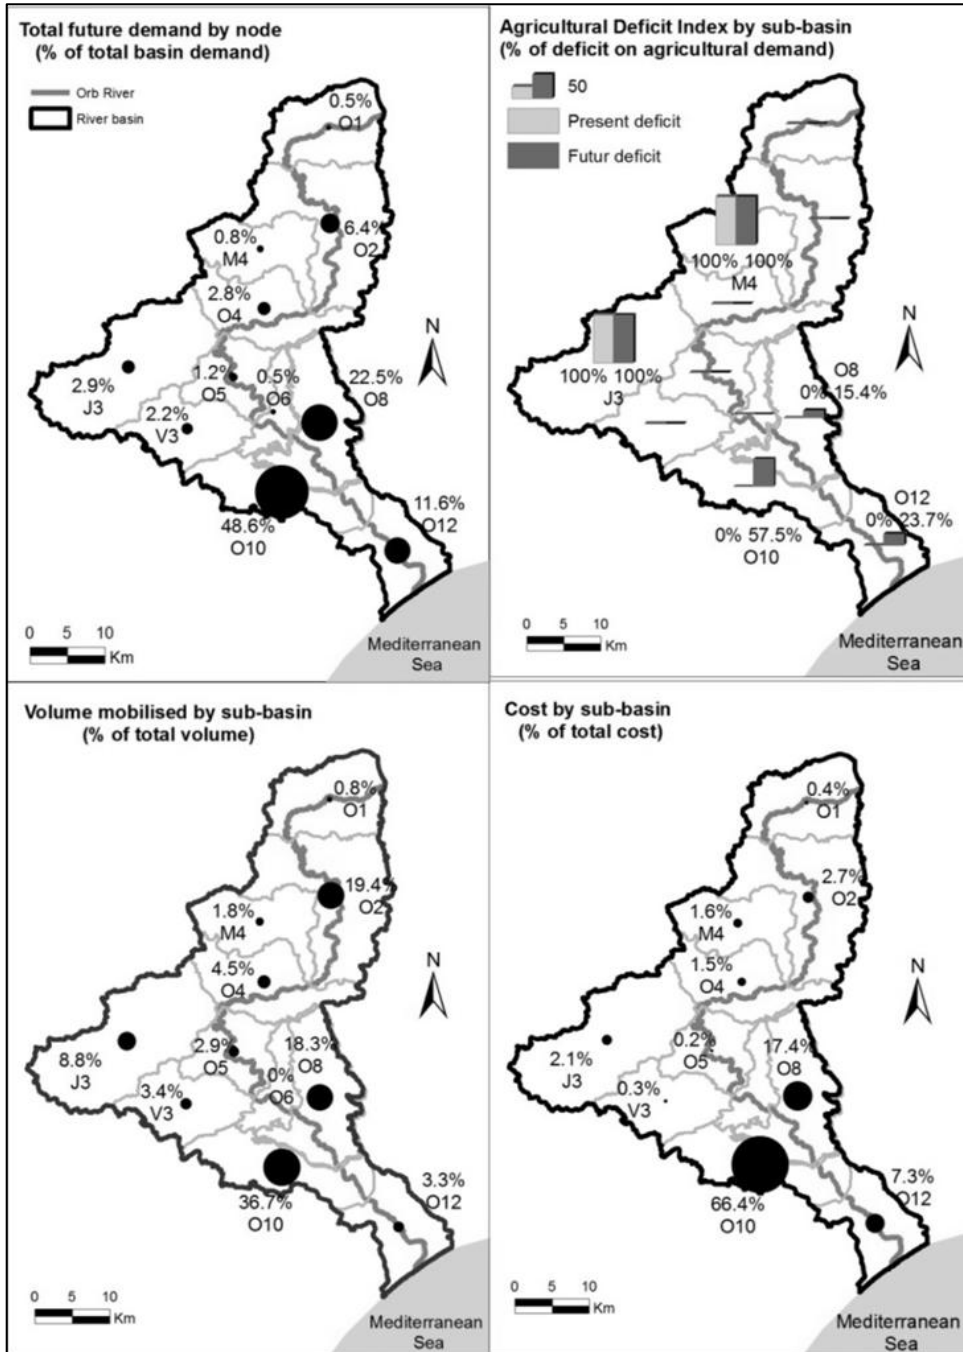 Total future demand by node
(% of total basin demand)
Orb River
River basin
0.5%
O1
6.4%
O2
0.8%
M4
2.8%
O4
2.9%
J3
1.2%
O5
0.5%
O6
22.5%
O8
2.2%
V3
48.6%
O10
11.6%
O12
N
0 5 10
Km
Mediterranean
Sea
Agricultural Deficit Index by sub-basin
(% of deficit on agricultural demand)
50
Present deficit
Futur deficit
100% 100%
M4
100% 100%
J3
O8
0% 15.4%
O12
0% 23.7%
0% 57.5%
O10
N
0 5 10
Km
Mediterranean
Sea
Volume mobilised by sub-basin
(% of total volume)
0.8%
O1
19.4%
O2
1.8%
M4
4.5%
O4
8.8%
J3
2.9%
O5
18.3%
O8
0%
O6
3.4%
V3
36.7%
O10
3.3%
O12
N
0 5 10
Km
Mediterranean
Sea
Cost by sub-basin
(% of total cost)
0.4%
O1
2.7%
O2
1.6%
M4
1.5%
O4
2.1%
J3
0.2%
O5
17.4%
O8
0.3%
V3
66.4%
O10
7.3%
O12
N
0 5 10
Km
Mediterranean
Sea